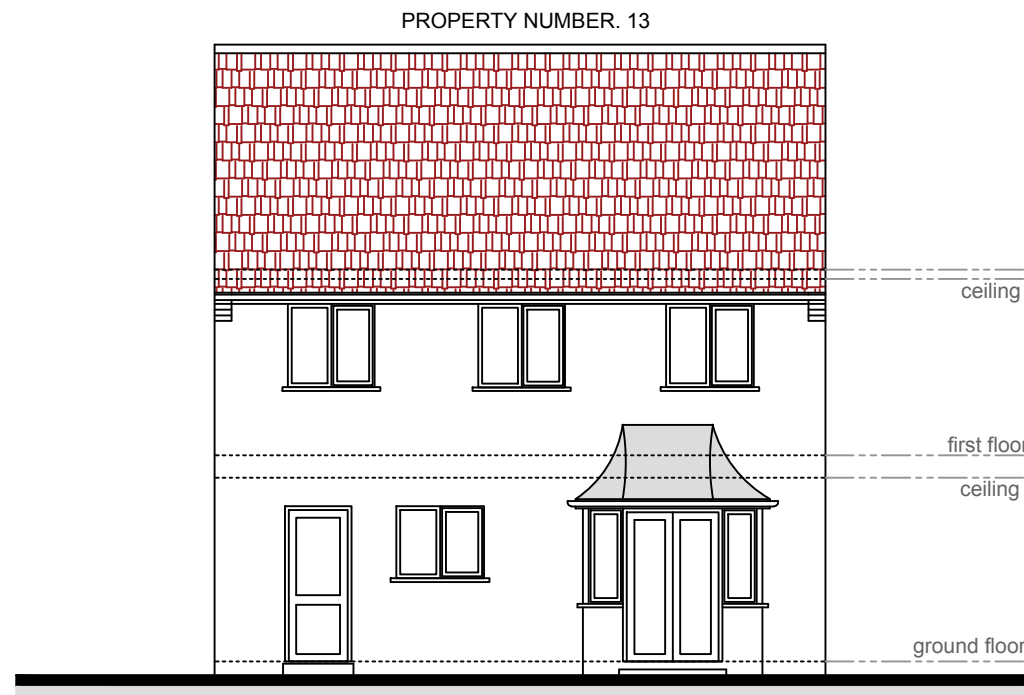 PROPERTY NUMBER. 13
ceiling
first floor
ceiling
ground floor